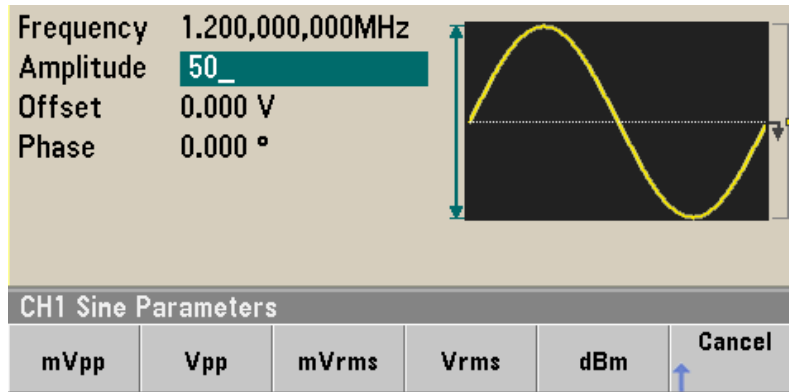 Frequency 1.200,000,000MHz
Amplitude 50_
Offset 0.000 V
Phase 0.000 °
CH1 Sine Parameters
mVpp Vpp mVrms Vrms dBm Cancel